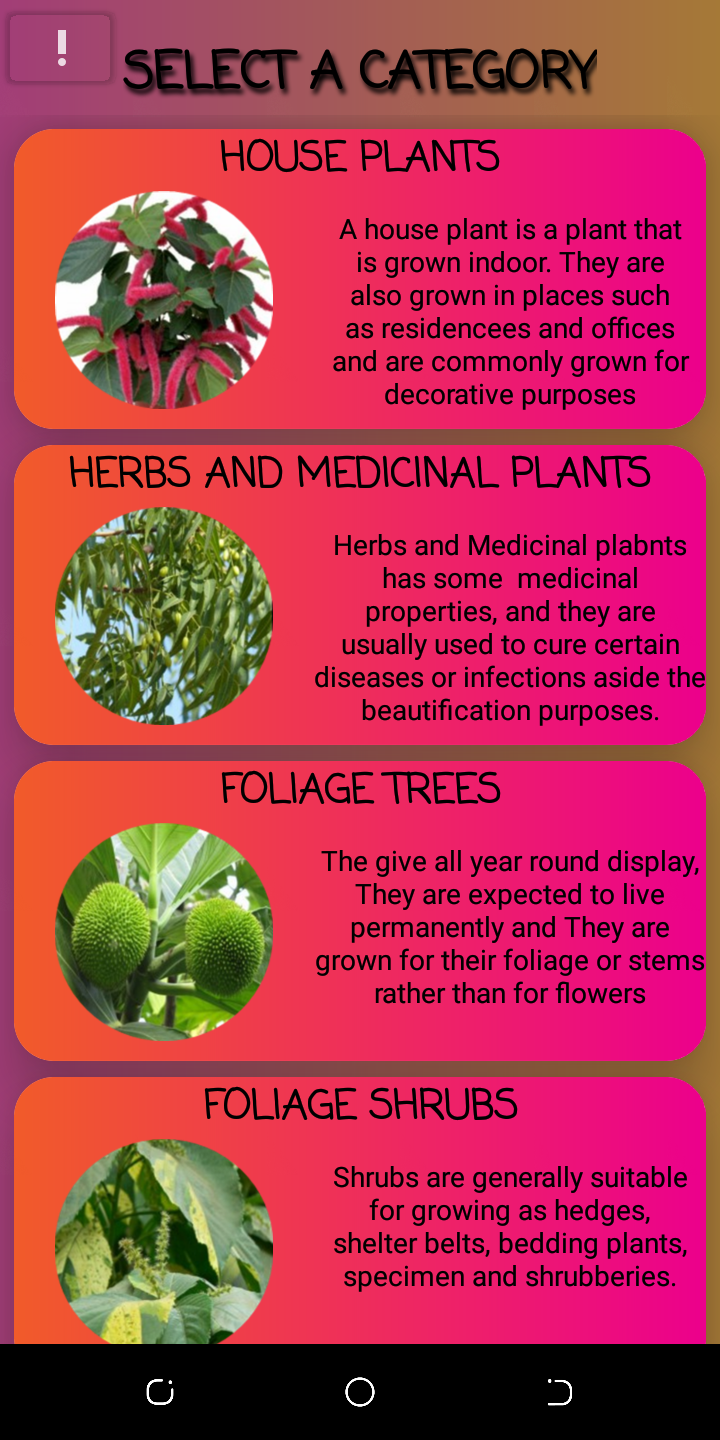 !
SELECT A CATEGORY
HOUSE PLANTS
A house plant is a plant that
is grown indoor. They are
also grown in places such
as residencees and offices
and are commonly grown for
decorative purposes
HERBS AND MEDICINAL PLANTS
Herbs and Medicinal plabnts
has some  medicinal
properties, and they are
usually used to cure certain
diseases or infections aside the
beautification purposes.
FOLIAGE TREES
The give all year round display,
They are expected to live
permanently and They are
grown for their foliage or stems
rather than for flowers
FOLIAGE SHRUBS
Shrubs are generally suitable
for growing as hedges,
shelter belts, bedding plants,
specimen and shrubberies.